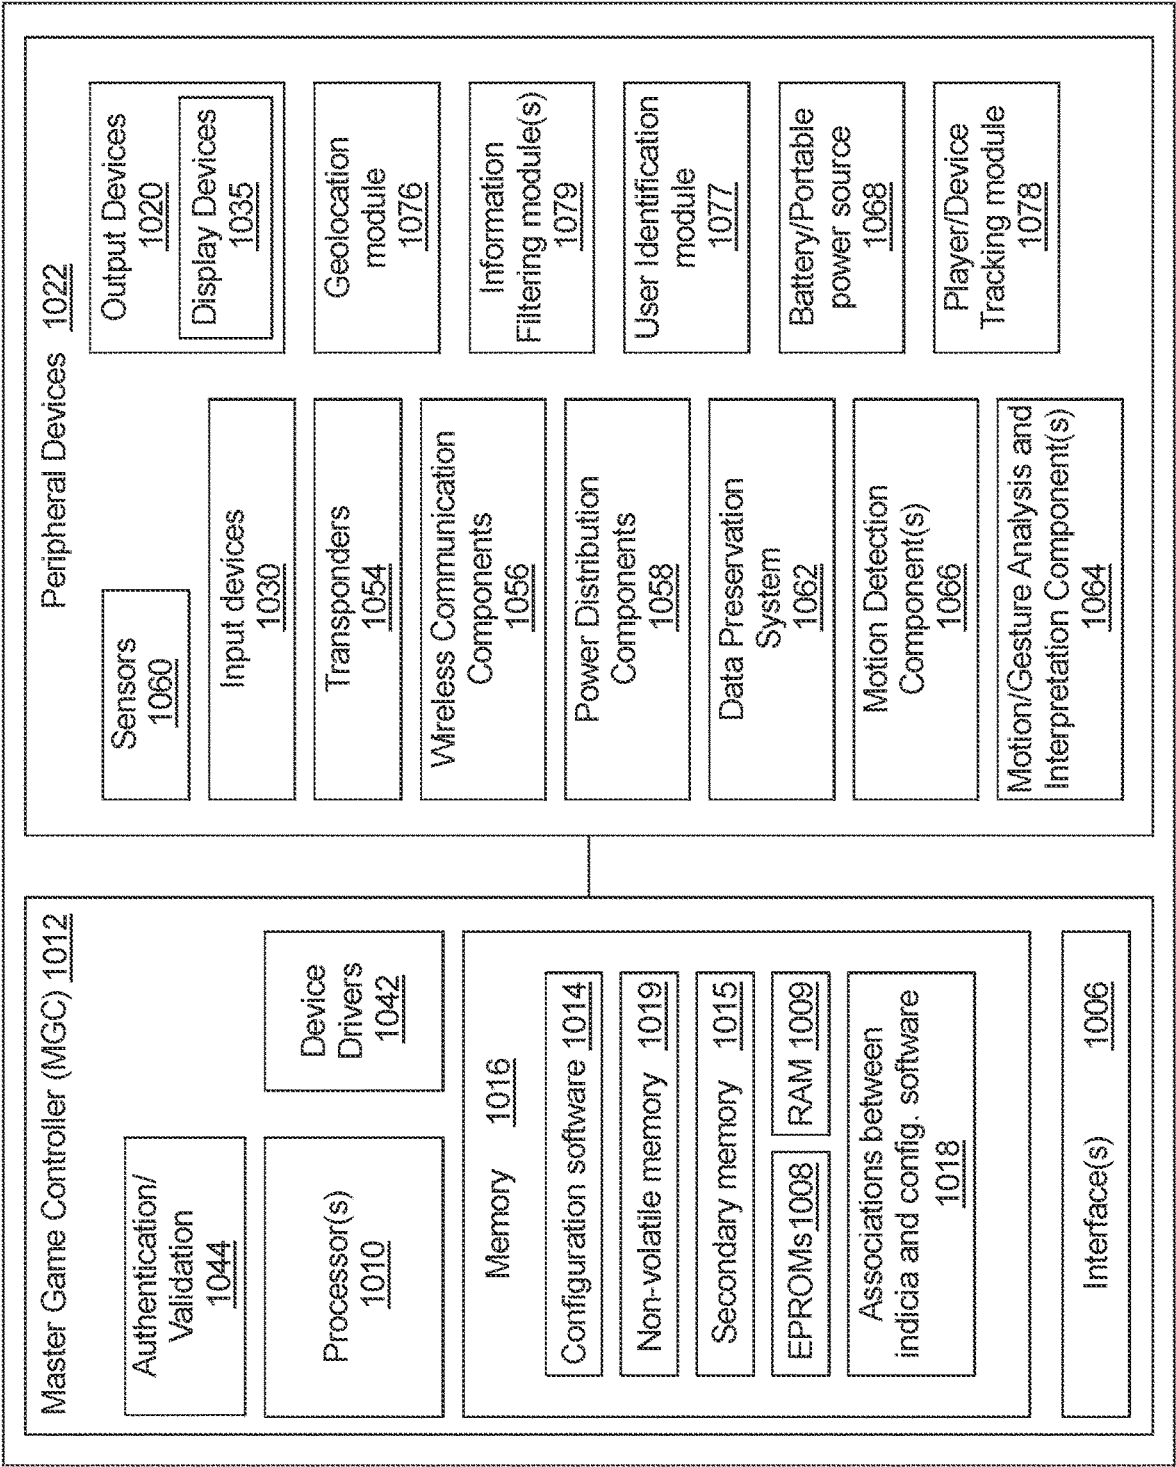 Master Game Controller (MGC) 1012
Authentication/
Validation
1044
Processor(s)
1010
Device
Drivers
1042
Memory 1016
Configuration software 1014
Non-volatile memory 1019
Secondary memory 1015
EPROMs1008
RAM 1009
Associations between
indicia and config. software
1018
Interface(s) 1006
Peripheral Devices 1022
Sensors
1060
Input devices
1030
Transponders
1054
Wireless Communication
Components
1056
Power Distribution
Components
1058
Data Preservation
System
1062
Motion Detection
Component(s)
1066
Motion/Gesture Analysis and
Interpretation Component(s)
1064
Output Devices
1020
Display Devices
1035
Geolocation
module
1076
Information
Filtering module(s)
1079
User Identification
module
1077
Battery/Portable
power source
1068
Player/Device
Tracking module
1078